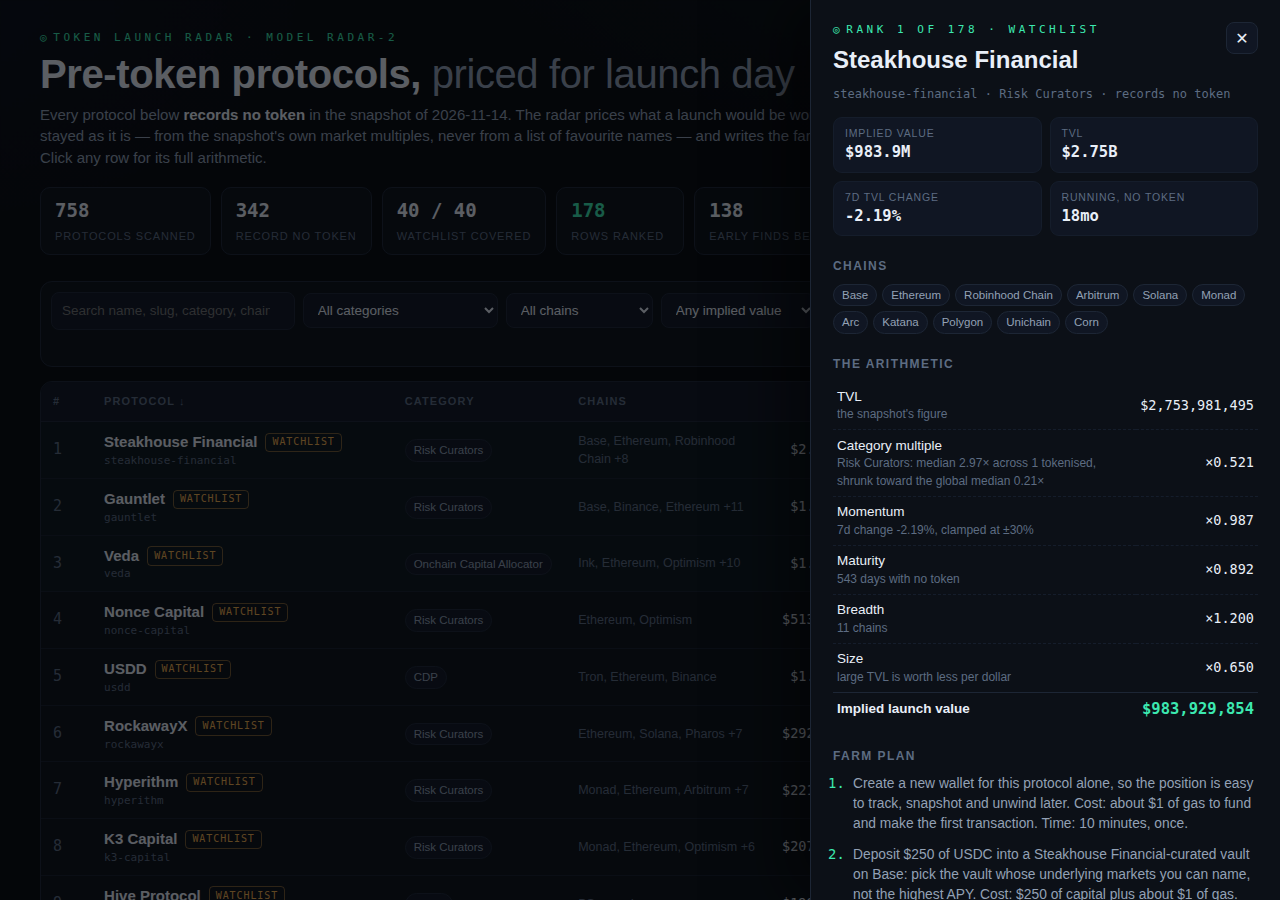 ◎ TOKEN LAUNCH RADAR · MODEL RADAR-2
Pre-token protocols, priced for launch day
Every protocol below records no token in the snapshot of 2026-11-14. The radar prices what a launch would be wo
stayed as it is — from the snapshot's own market multiples, never from a list of favourite names — and writes the far
Click any row for its full arithmetic.
758
PROTOCOLS SCANNED
342
RECORD NO TOKEN
40 / 40
WATCHLIST COVERED
178
ROWS RANKED
138
EARLY FINDS BE
Search name, slug, category, chain
All categories
All chains
Any implied value
# PROTOCOL ↓ CATEGORY CHAINS
1 Steakhouse Financial WATCHLIST
steakhouse-financial
Risk Curators
Base, Ethereum, Robinhood
Chain +8
$2.
2 Gauntlet WATCHLIST
gauntlet
Risk Curators
Base, Binance, Ethereum +11
$1.
3 Veda WATCHLIST
veda
Onchain Capital Allocator
Ink, Ethereum, Optimism +10
$1.
4 Nonce Capital WATCHLIST
nonce-capital
Risk Curators
Ethereum, Optimism
$513
5 USDD WATCHLIST
usdd
CDP
Tron, Ethereum, Binance
$1.
6 RockawayX WATCHLIST
rockawayx
Risk Curators
Ethereum, Solana, Pharos +7
$292
7 Hyperithm WATCHLIST
hyperithm
Risk Curators
Monad, Ethereum, Arbitrum +7
$221
8 K3 Capital WATCHLIST
k3-capital
Risk Curators
Monad, Ethereum, Optimism +6
$207
Hive Protocol WATCHLIST
◎ RANK 1 OF 178 · WATCHLIST
✕
Steakhouse Financial
steakhouse-financial · Risk Curators · records no token
IMPLIED VALUE
$983.9M
TVL
$2.75B
7D TVL CHANGE
-2.19%
RUNNING, NO TOKEN
18mo
CHAINS
Base Ethereum Robinhood Chain Arbitrum Solana Monad
Arc Katana Polygon Unichain Corn
THE ARITHMETIC
TVL
the snapshot's figure
$2,753,981,495
Category multiple
Risk Curators: median 2.97× across 1 tokenised,
shrunk toward the global median 0.21×
×0.521
Momentum
7d change -2.19%, clamped at ±30%
×0.987
Maturity
543 days with no token
×0.892
Breadth
11 chains
×1.200
Size
large TVL is worth less per dollar
×0.650
Implied launch value $983,929,854
FARM PLAN
1. Create a new wallet for this protocol alone, so the position is easy
to track, snapshot and unwind later. Cost: about $1 of gas to fund
and make the first transaction. Time: 10 minutes, once.
2. Deposit $250 of USDC into a Steakhouse Financial-curated vault
on Base: pick the vault whose underlying markets you can name,
not the highest APY. Cost: $250 of capital plus about $1 of gas.